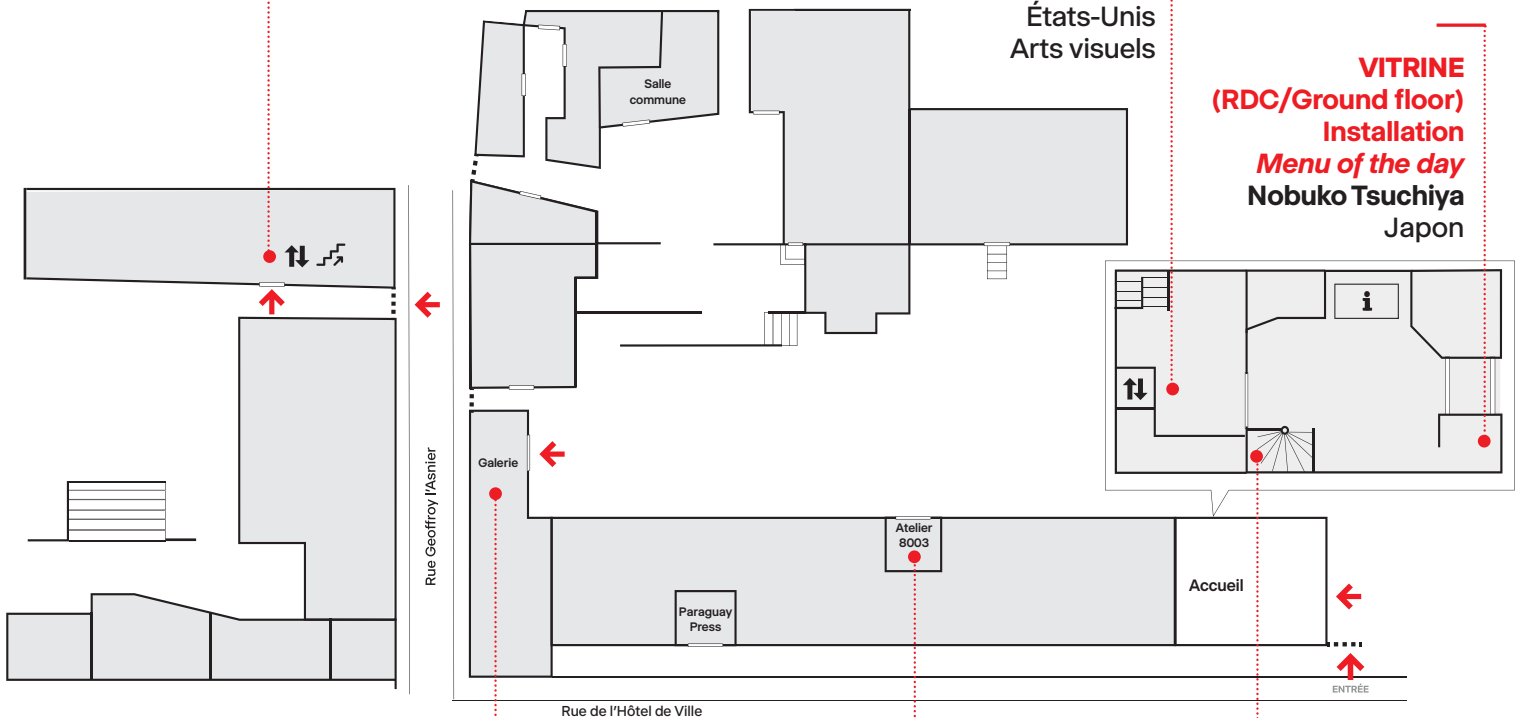 États-Unis
Arts visuels
VITRINE
(RDC/Ground floor)
Installation
Menu of the day
Nobuko Tsuchiya
Japon
Salle
commune
i
Rue Geoffroy l'Asnier
Galerie
Atelier
8003
Paraguay
Press
Accueil
ENTRÉE
Rue de l'Hôtel de Ville